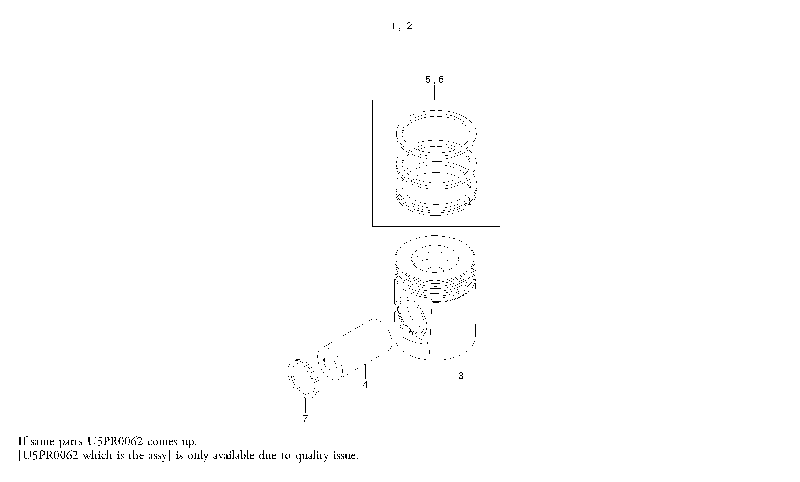 1, 2
5, 6
3
4
7
If same parts U5PR0062 comes up.
[U5PR0062 which is the assy] is only available due to quality issue.